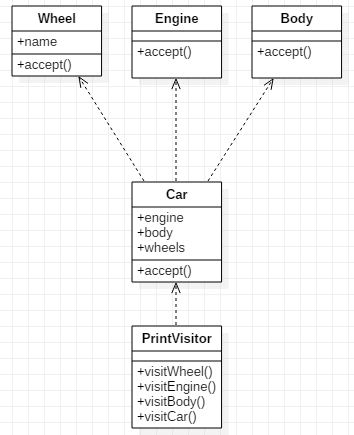 Wheel
+name
+accept()
Engine
+accept()
Body
+accept()
Car
+engine
+body
+wheels
+accept()
PrintVisitor
+visitWheel()
+visitEngine()
+visitBody()
+visitCar()